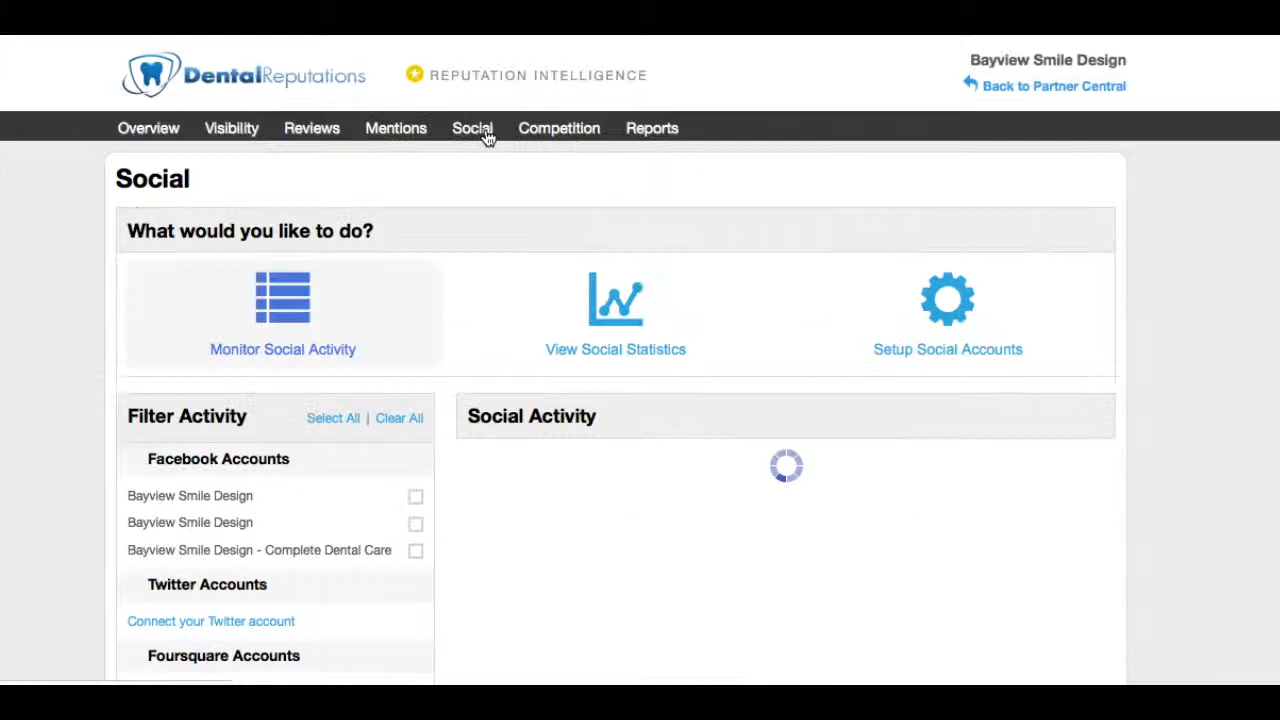 DentalReputations
REPUTATION INTELLIGENCE
Bayview Smile Design
Back to Partner Central
Overview Visibility Reviews Mentions Social Competition Reports
Social
What would you like to do?
Monitor Social Activity
View Social Statistics
Setup Social Accounts
Filter Activity Select All | Clear All
Facebook Accounts
Bayview Smile Design
Bayview Smile Design
Bayview Smile Design - Complete Dental Care
Twitter Accounts
Connect your Twitter account
Foursquare Accounts
Social Activity